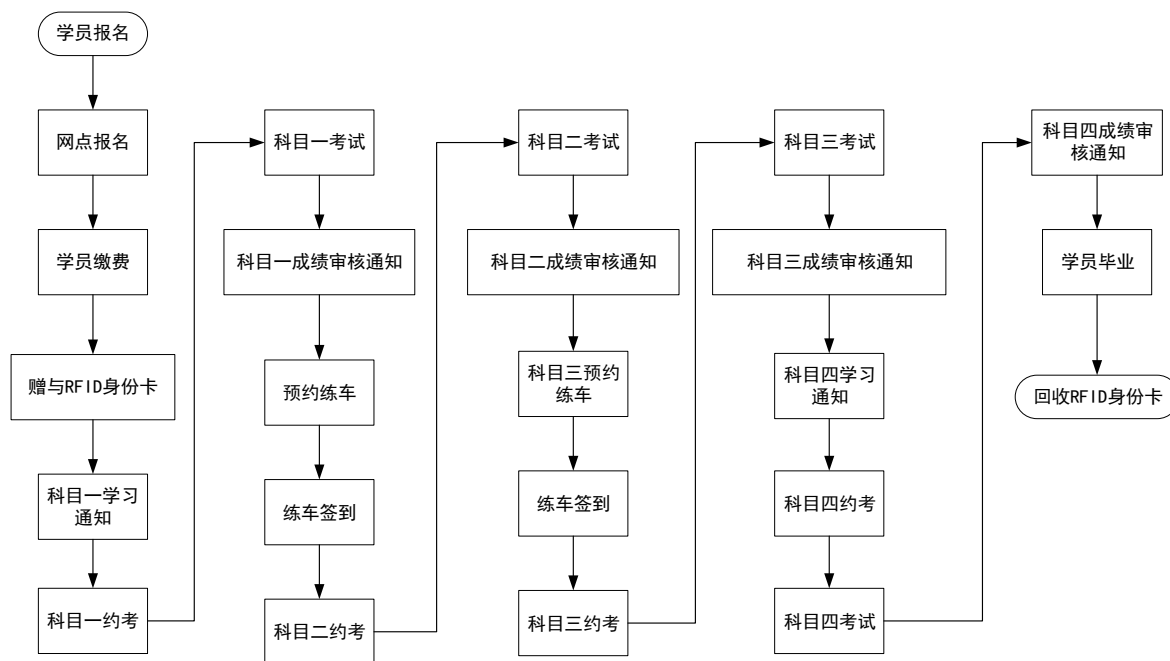 学员报名
网点报名
学员缴费
赠与RFID身份卡
科目一学习
通知
科目一约考
科目一考试
科目一成绩审核通知
预约练车
练车签到
科目二约考
科目二考试
科目二成绩审核通知
科目三预约
练车
练车签到
科目三约考
科目三考试
科目三成绩审核通知
科目四学习
通知
科目四约考
科目四考试
科目四成绩审
核通知
学员毕业
回收RFID身份卡